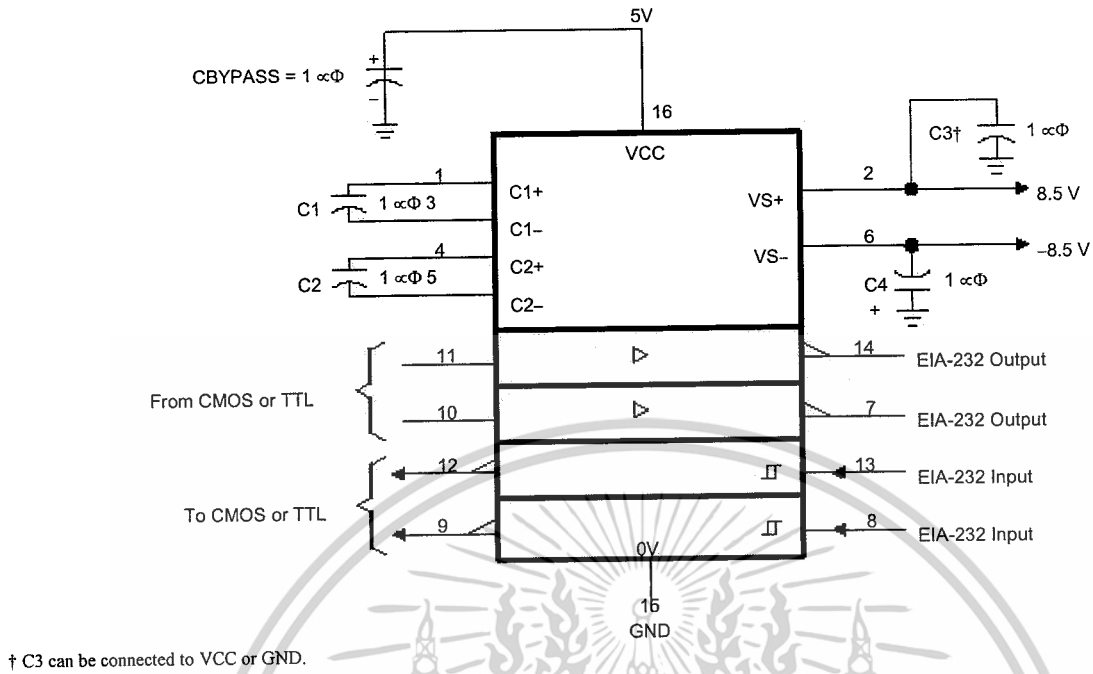 5V
CBYPASS = 1 ∝Φ
+
–
16
VCC
C3†
1 ∝Φ
1
C1+
C1
1 ∝Φ 3
C1–
4
C2+
C2
1 ∝Φ 5
C2–
VS+
2
8.5 V
VS–
6
–8.5 V
C4
1 ∝Φ
+
11
14
EIA-232 Output
From CMOS or TTL
10
7
EIA-232 Output
12
13
EIA-232 Input
To CMOS or TTL
9
8
EIA-232 Input
0V
16
GND
† C3 can be connected to VCC or GND.